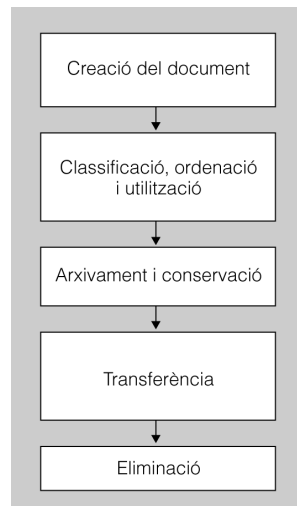 Creació del document
Classificació, ordenació
i utilització
Arxivament i conservació
Transferència
Eliminació